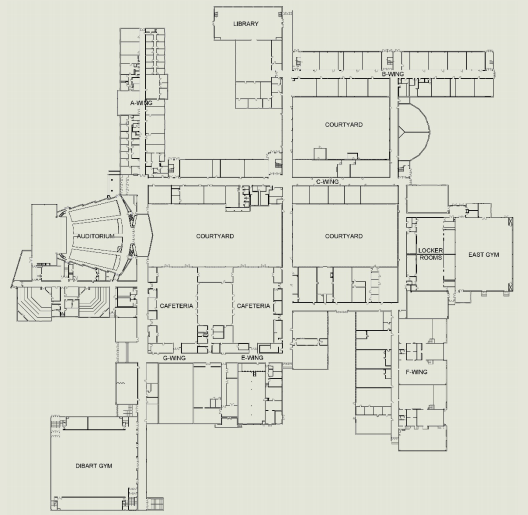 LIBRARY
B-WING
A-WING
COURTYARD
C-WING
AUDITORIUM
COURTYARD
COURTYARD
LOCKER
ROOMS
EAST GYM
CAFETERIA
CAFETERIA
G-WING
E-WING
F-WING
DIBART GYM